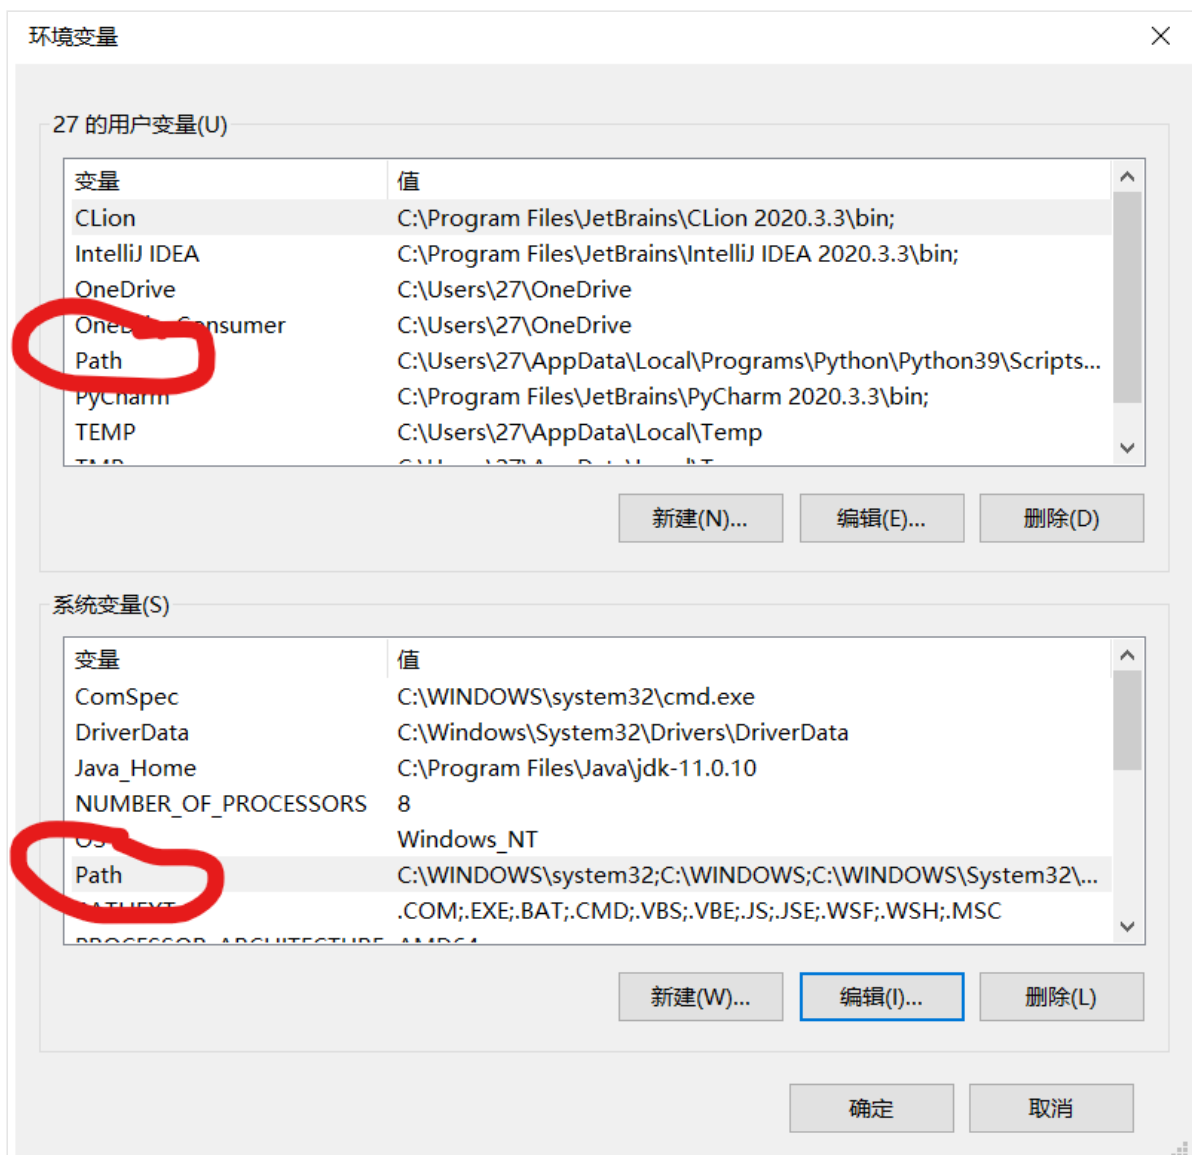 环境变量
27 的用户变量(U)
变量 值
CLion C:\Program Files\JetBrains\CLion 2020.3.3\bin;
IntelliJ IDEA C:\Program Files\JetBrains\IntelliJ IDEA 2020.3.3\bin;
OneDrive C:\Users\27\OneDrive
OneDriveConsumer C:\Users\27\OneDrive
Path C:\Users\27\AppData\Local\Programs\Python\Python39\Scripts...
PyCharm C:\Program Files\JetBrains\PyCharm 2020.3.3\bin;
TEMP C:\Users\27\AppData\Local\Temp
新建(N)... 编辑(E)... 删除(D)
系统变量(S)
变量 值
ComSpec C:\WINDOWS\system32\cmd.exe
DriverData C:\Windows\System32\Drivers\DriverData
Java_Home C:\Program Files\Java\jdk-11.0.10
NUMBER_OF_PROCESSORS 8
OS Windows_NT
Path C:\WINDOWS\system32;C:\WINDOWS;C:\WINDOWS\System32\...
PATHEXT .COM;.EXE;.BAT;.CMD;.VBS;.VBE;.JS;.JSE;.WSF;.WSH;.MSC
PROCESSOR_ARCHITECTURE AMD64
新建(W)... 编辑(I)... 删除(L)
确定 取消